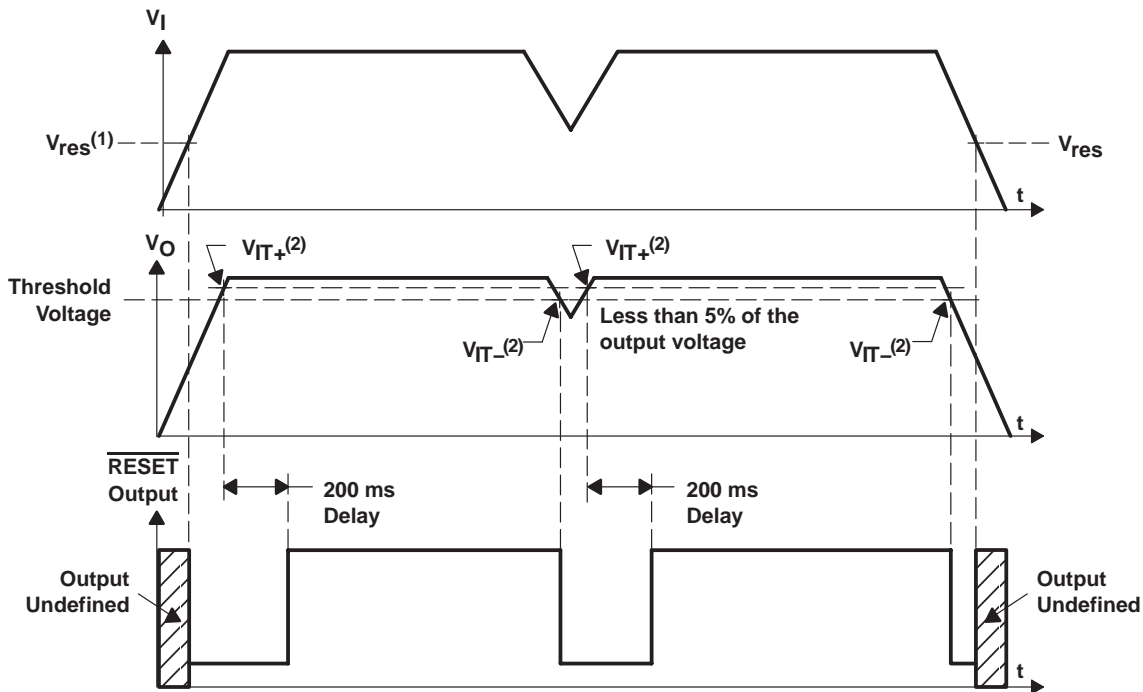 VI
Vres(1)
Vres
t
VO
VIT+(2)
VIT+(2)
Threshold
Voltage
Less than 5% of the
output voltage
VIT–(2)
VIT–(2)
t
RESET
Output
200 ms
Delay
200 ms
Delay
Output
Undefined
Output
Undefined
t